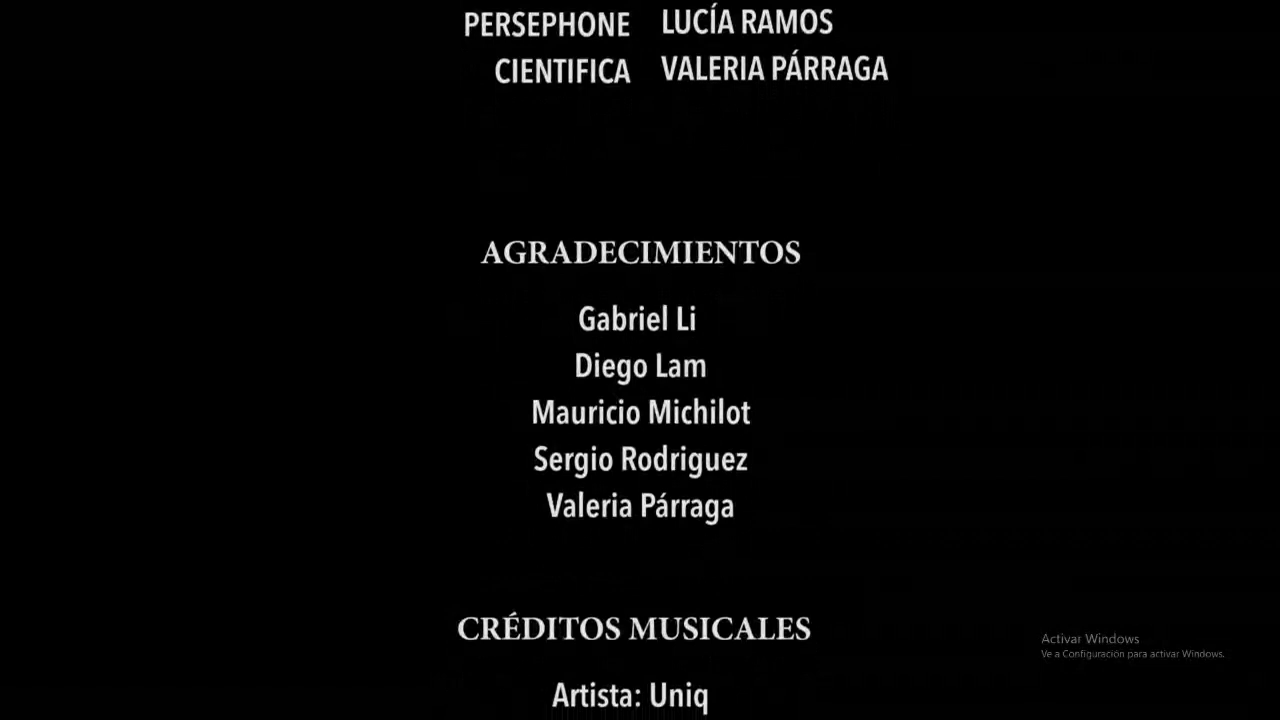 PERSEPHONE LUCÍA RAMOS
CIENTIFICA VALERIA PÁRRAGA
AGRADECIMIENTOS
Gabriel Li
Diego Lam
Mauricio Michilot
Sergio Rodriguez
Valeria Párraga
CRÉDITOS MUSICALES
Activar Windows
Ve a Configuración para activar Windows.
Artista: Uniq